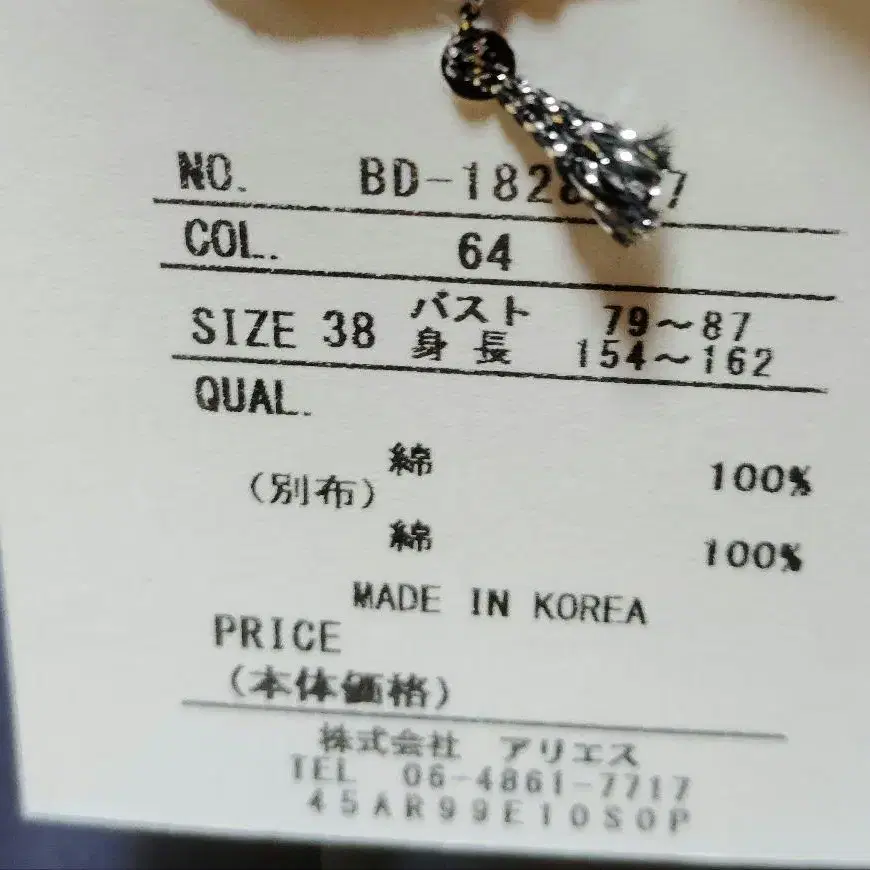 NO. 
COL. 64
SIZE 38 バスト 79～87
身長 154～162
QUAL.
綿 100%
(別布)
綿 100%
MADE IN KOREA
PRICE
(本体価格)
株式会社 アリエス
TEL 06-4861-7717
45AR99E10S0P